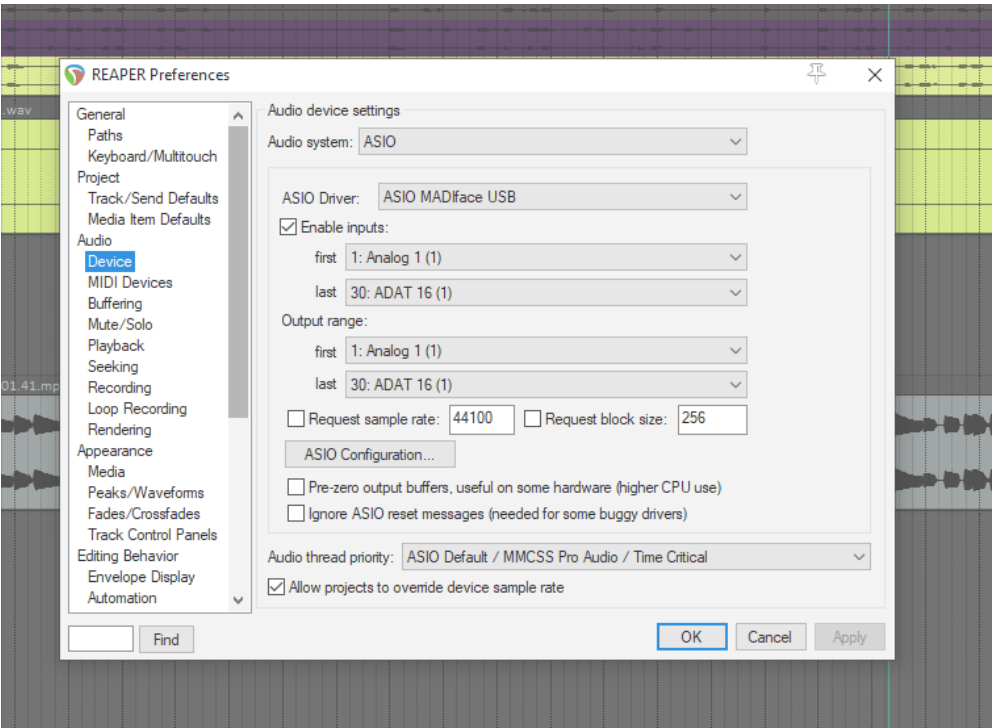 REAPER Preferences
.wav
General
Paths
Keyboard/Multitouch
Project
Track/Send Defaults
Media Item Defaults
Audio
Device
MIDI Devices
Buffering
Mute/Solo
Playback
Seeking
Recording
Loop Recording
Rendering
Appearance
Media
Peaks/Waveforms
Fades/Crossfades
Track Control Panels
Editing Behavior
Envelope Display
Automation
Find
Audio device settings
Audio system: ASIO
ASIO Driver: ASIO MADIface USB
Enable inputs:
first 1: Analog 1 (1)
last 30: ADAT 16 (1)
Output range:
first 1: Analog 1 (1)
last 30: ADAT 16 (1)
Request sample rate: 44100 Request block size: 256
ASIO Configuration...
Pre-zero output buffers, useful on some hardware (higher CPU use)
Ignore ASIO reset messages (needed for some buggy drivers)
Audio thread priority: ASIO Default / MMCSS Pro Audio / Time Critical
Allow projects to override device sample rate
OK Cancel Apply
01.41.mp